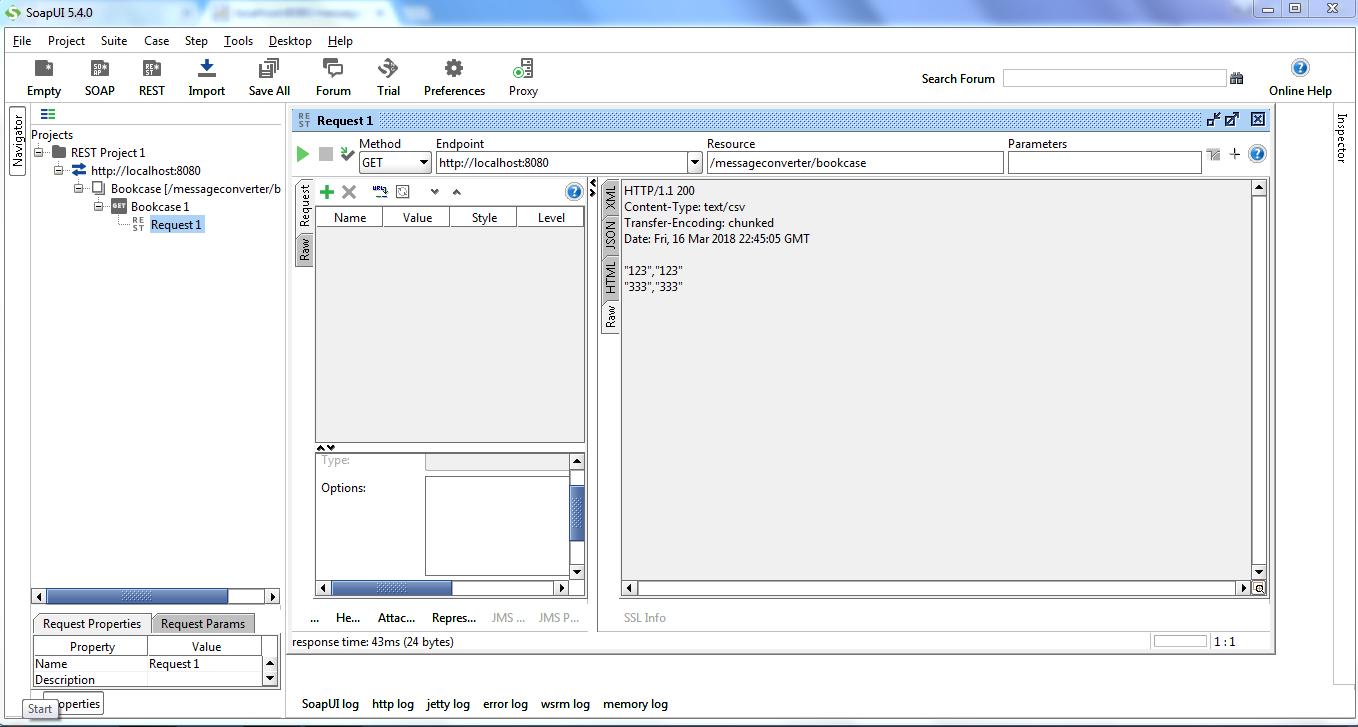 SoapUI 5.4.0
File Project Suite Case Step Tools Desktop Help
Empty SOAP REST Import Save All Forum Trial Preferences Proxy
Search Forum
Online Help
Navigator
Projects
REST Project 1
http://localhost:8080
Bookcase [/messageconverter/b
Bookcase 1
Request 1
Request 1
Method Endpoint Resource Parameters
GET http://localhost:8080 /messageconverter/bookcase
Request
Raw
Name Value Style Level
Type:
Options:
XML
JSON
HTML
Raw
HTTP/1.1 200
Content-Type: text/csv
Transfer-Encoding: chunked
Date: Fri, 16 Mar 2018 22:45:05 GMT
"123","123"
"333","333"
Inspector
... He... Attac... Repres... JMS ... JMS P...
SSL Info
response time: 43ms (24 bytes)
1 : 1
Request Properties Request Params
Property Value
Name Request 1
Description
operties
Start
SoapUI log http log jetty log error log wsrm log memory log